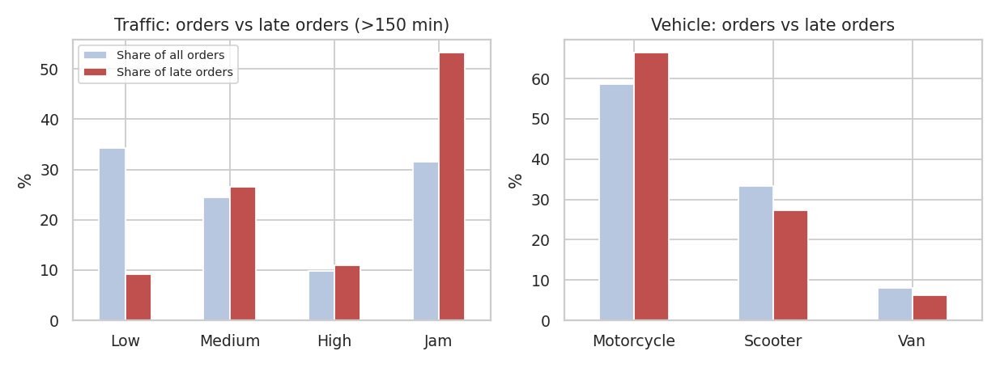 Traffic: orders vs late orders (>150 min)
Share of all orders
Share of late orders
%
50
40
30
20
10
0
Low Medium High Jam
Vehicle: orders vs late orders
%
60
50
40
30
20
10
0
Motorcycle Scooter Van